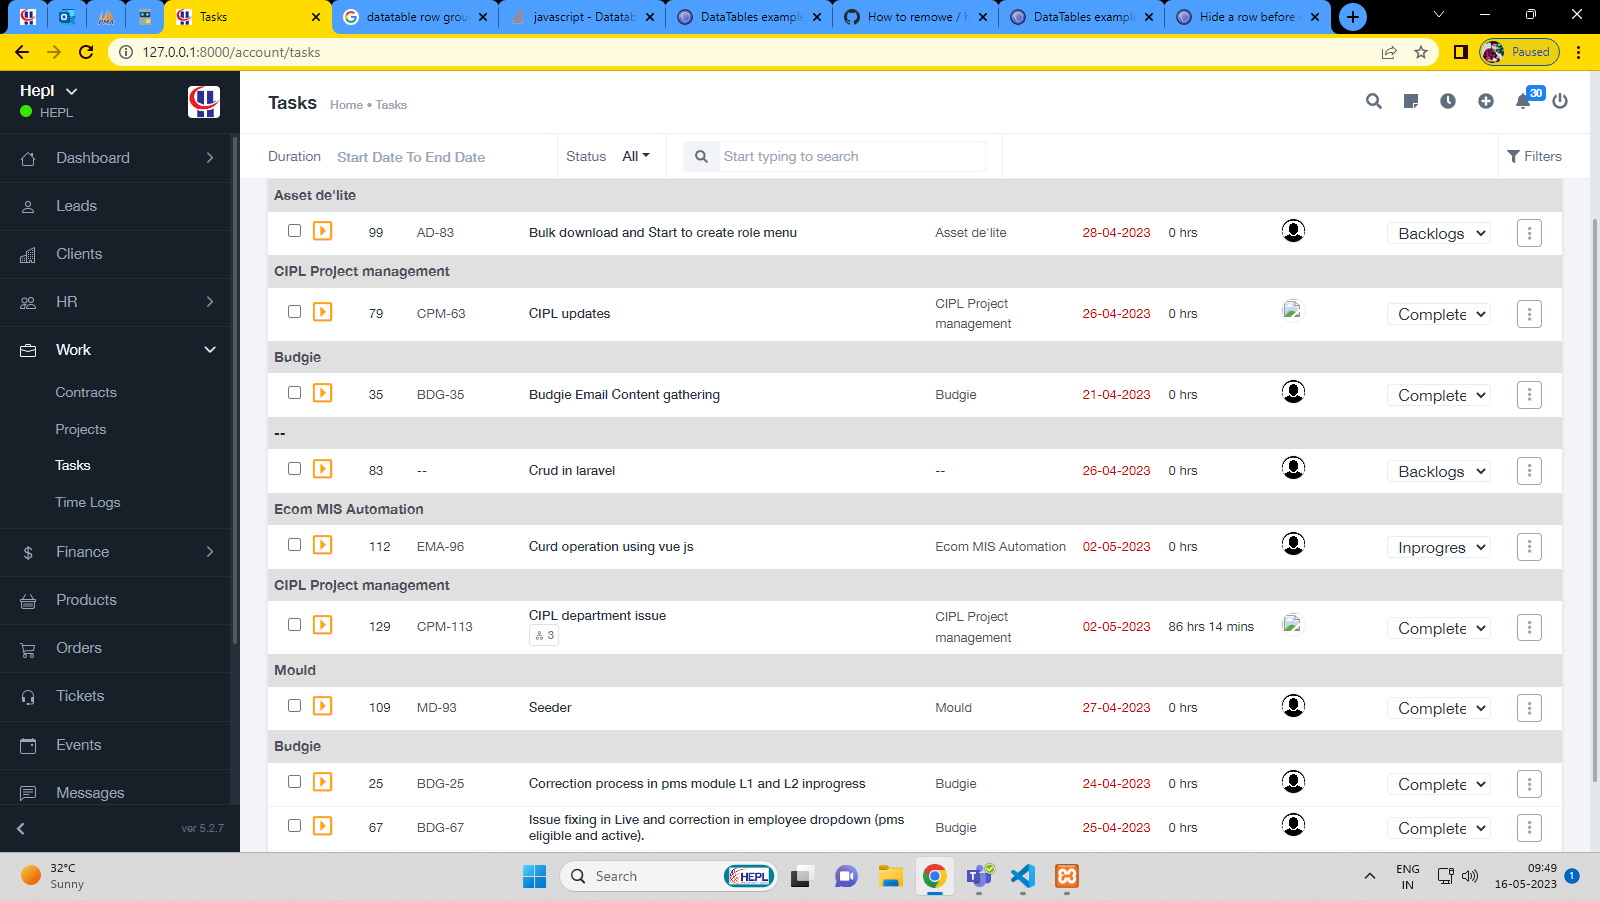 Tasks
datatable row grou
javascript - Datatab
DataTables example
How to remowe / h
DataTables example
Hide a row before
127.0.0.1:8000/account/tasks
Paused
Hepl
HEPL
Tasks
Home • Tasks
30
Duration
Start Date To End Date
Status
All
Start typing to search
Filters
Dashboard
Leads
Clients
HR
Work
Contracts
Projects
Tasks
Time Logs
Finance
Products
Orders
Tickets
Events
Messages
ver 5.2.7
Asset de'lite
99 AD-83 Bulk download and Start to create role menu Asset de'lite 28-04-2023 0 hrs Backlogs
CIPL Project management
79 CPM-63 CIPL updates CIPL Project management 26-04-2023 0 hrs Complete
Budgie
35 BDG-35 Budgie Email Content gathering Budgie 21-04-2023 0 hrs Complete
--
83 -- Crud in laravel -- 26-04-2023 0 hrs Backlogs
Ecom MIS Automation
112 EMA-96 Curd operation using vue js Ecom MIS Automation 02-05-2023 0 hrs Inprogres
CIPL Project management
129 CPM-113 CIPL department issue CIPL Project management 02-05-2023 86 hrs 14 mins Complete
3
Mould
109 MD-93 Seeder Mould 27-04-2023 0 hrs Complete
Budgie
25 BDG-25 Correction process in pms module L1 and L2 inprogress Budgie 24-04-2023 0 hrs Complete
67 BDG-67 Issue fixing in Live and correction in employee dropdown (pms eligible and active). Budgie 25-04-2023 0 hrs Complete
32°C
Sunny
Search
HEPL
ENG
IN
09:49
16-05-2023
1